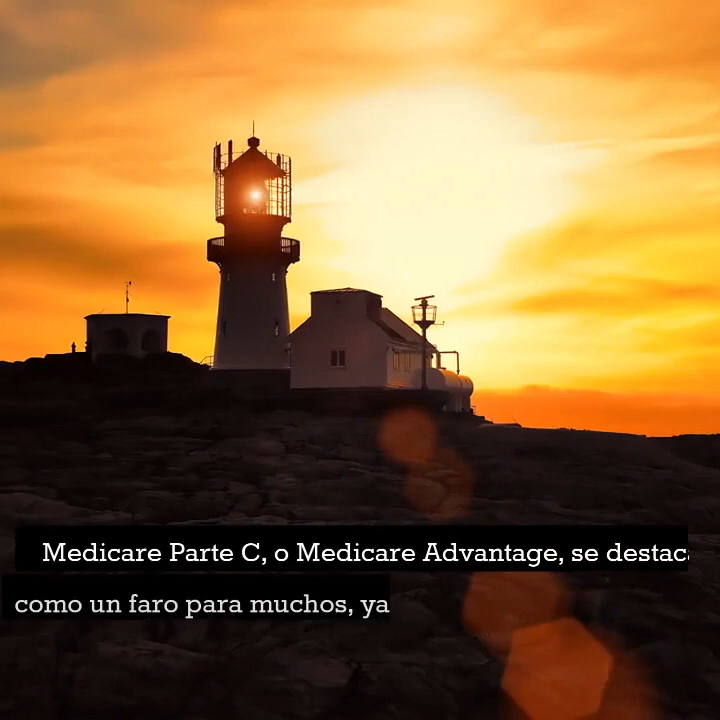 Medicare Parte C, o Medicare Advantage, se destaca
como un faro para muchos, ya